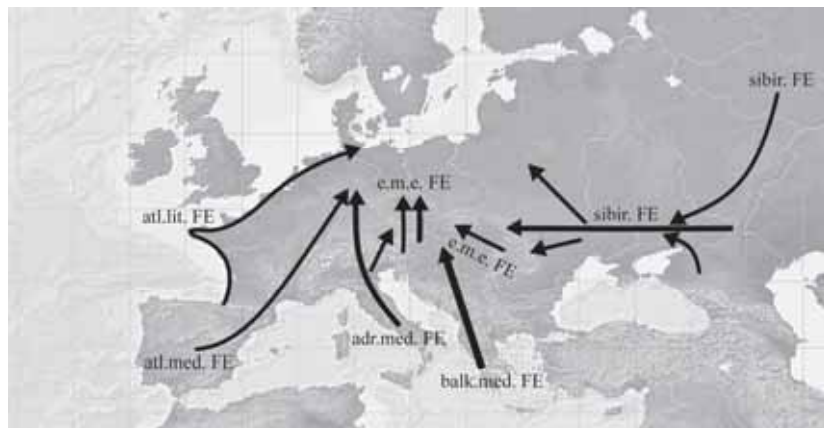 sibir. FE
e.m.e. FE
atl.lit. FE
sibir. FE
e.m.e. FE
adr.med. FE
atl.med. FE
balk.med. FE